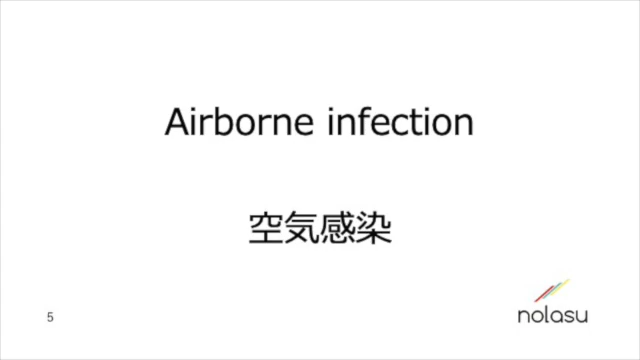 Airborne infection
空気感染
5
nolasu